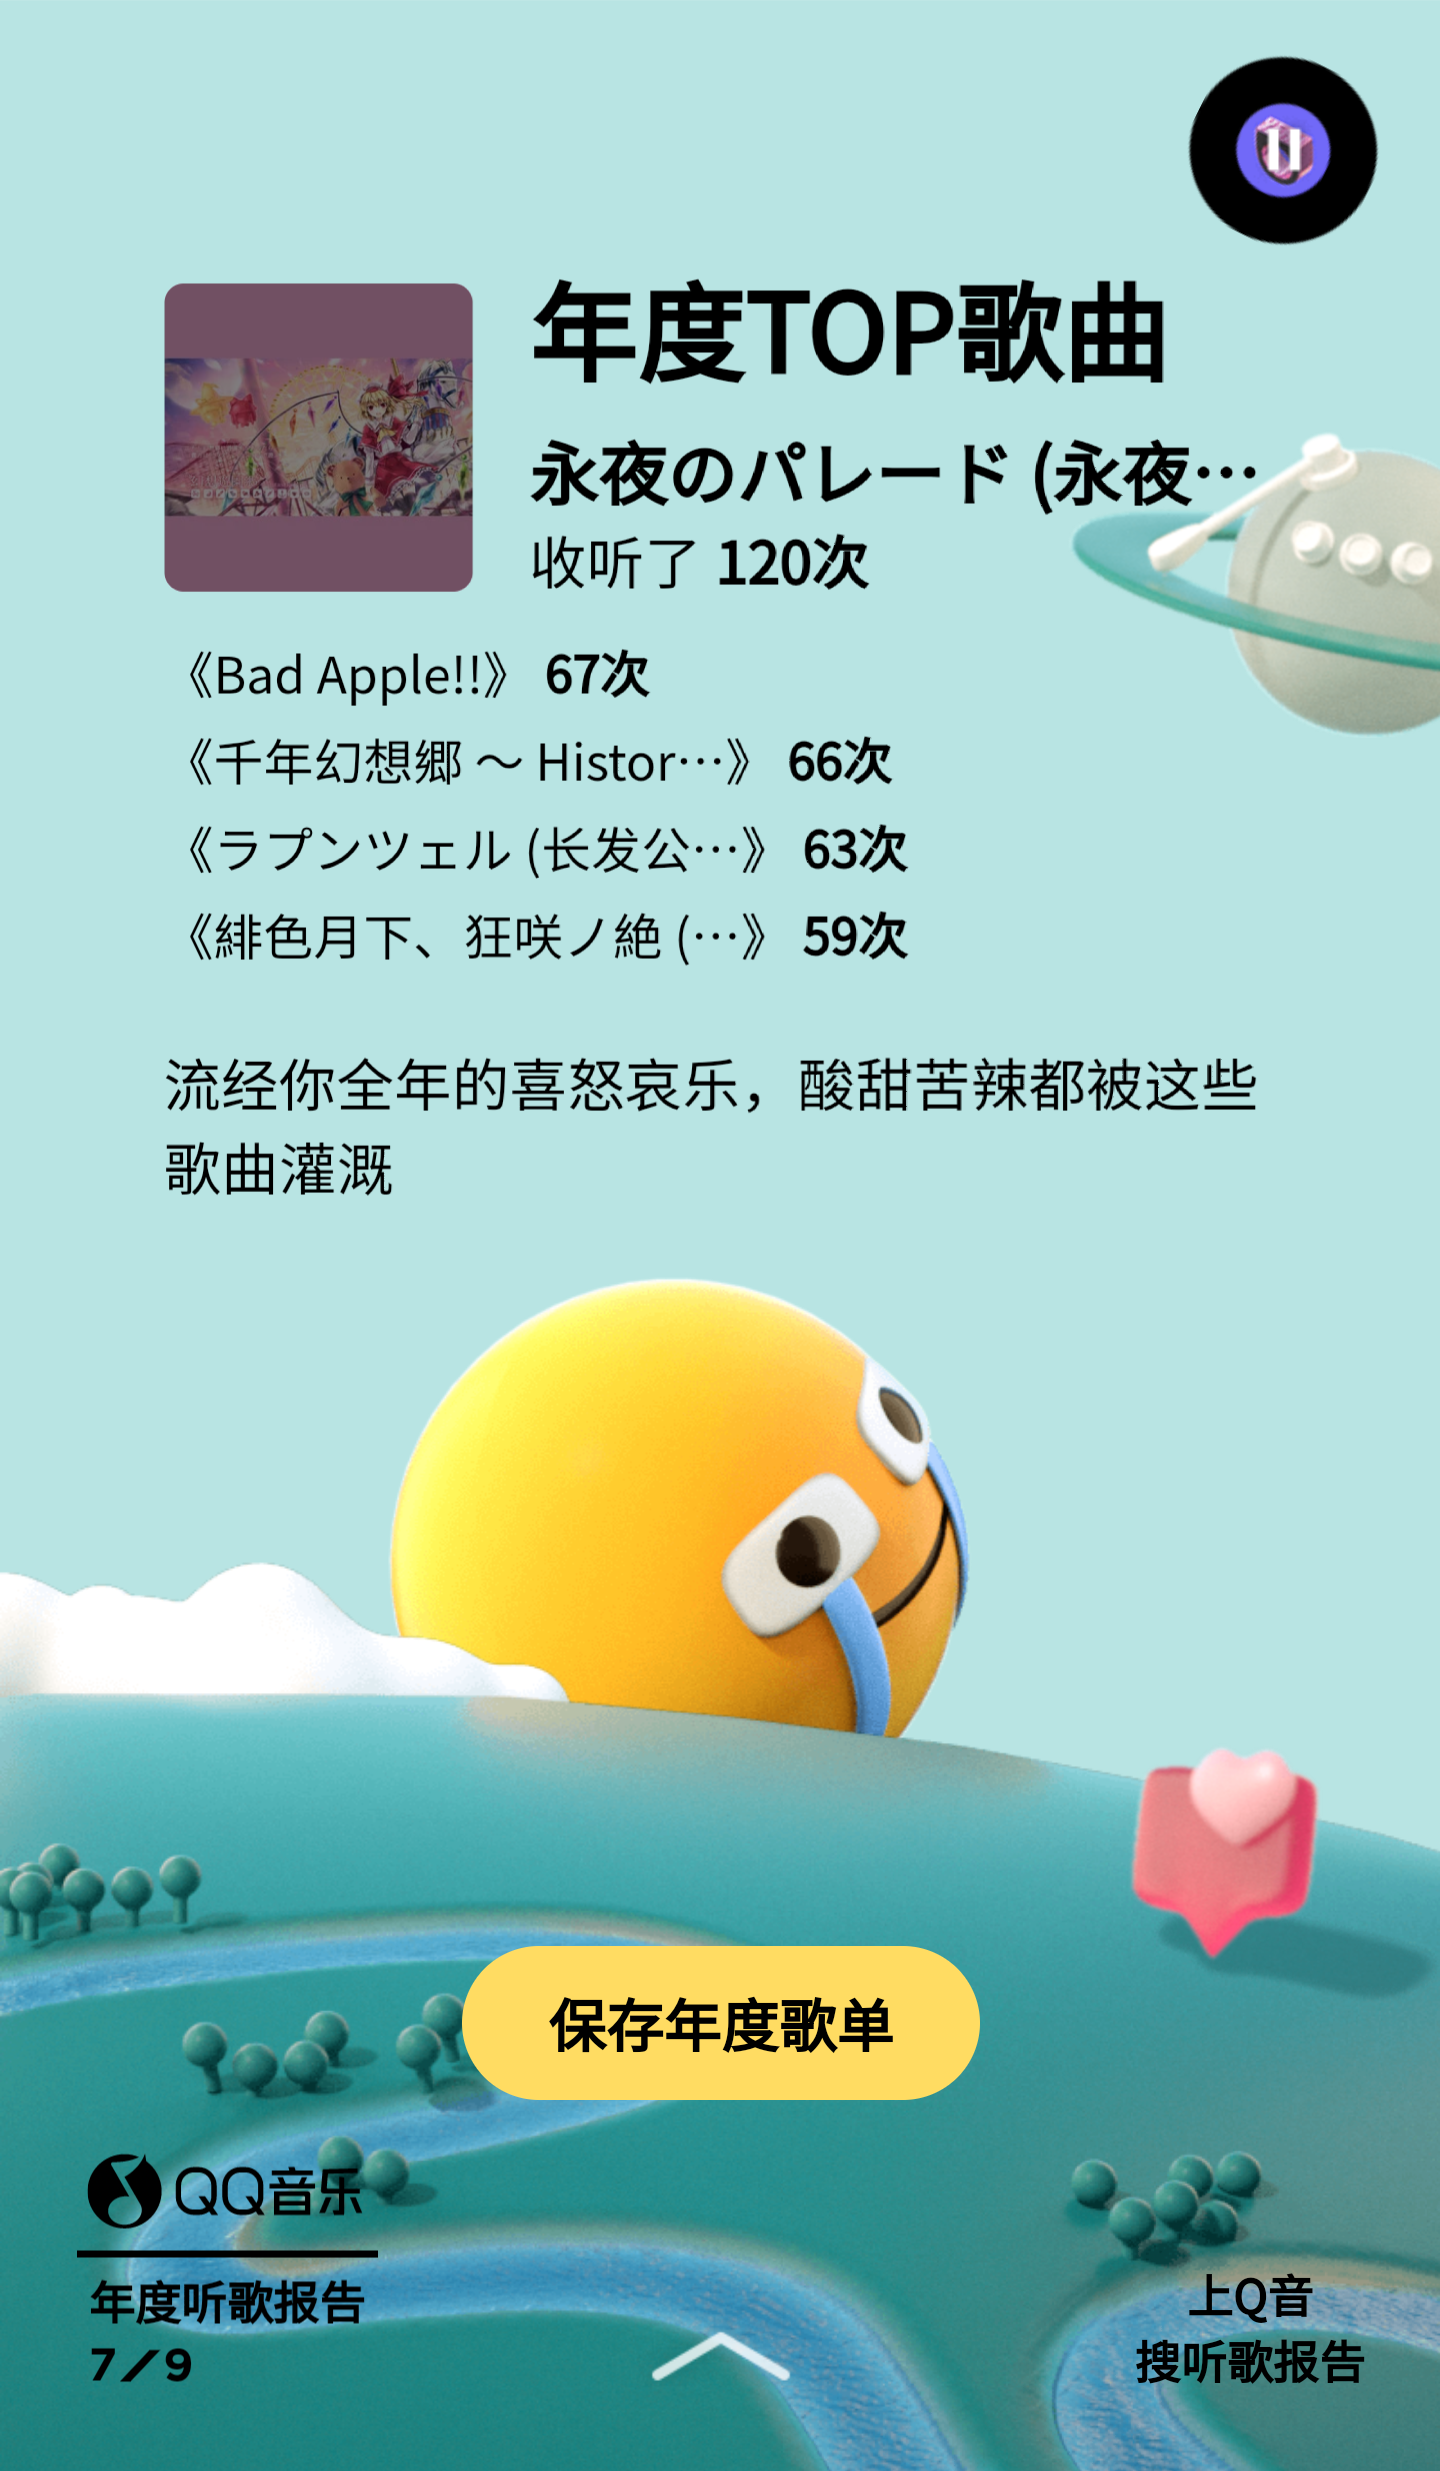 年度TOP歌曲
永夜のパレード (永夜…
收听了 120次
《Bad Apple!!》 67次
《千年幻想郷 ～ Histor…》 66次
《ラプンツェル (长发公…》 63次
《緋色月下、狂咲ノ絶 (…》 59次
流经你全年的喜怒哀乐，酸甜苦辣都被这些
歌曲灌溉
保存年度歌单
QQ音乐
年度听歌报告
7/9
上Q音
搜听歌报告